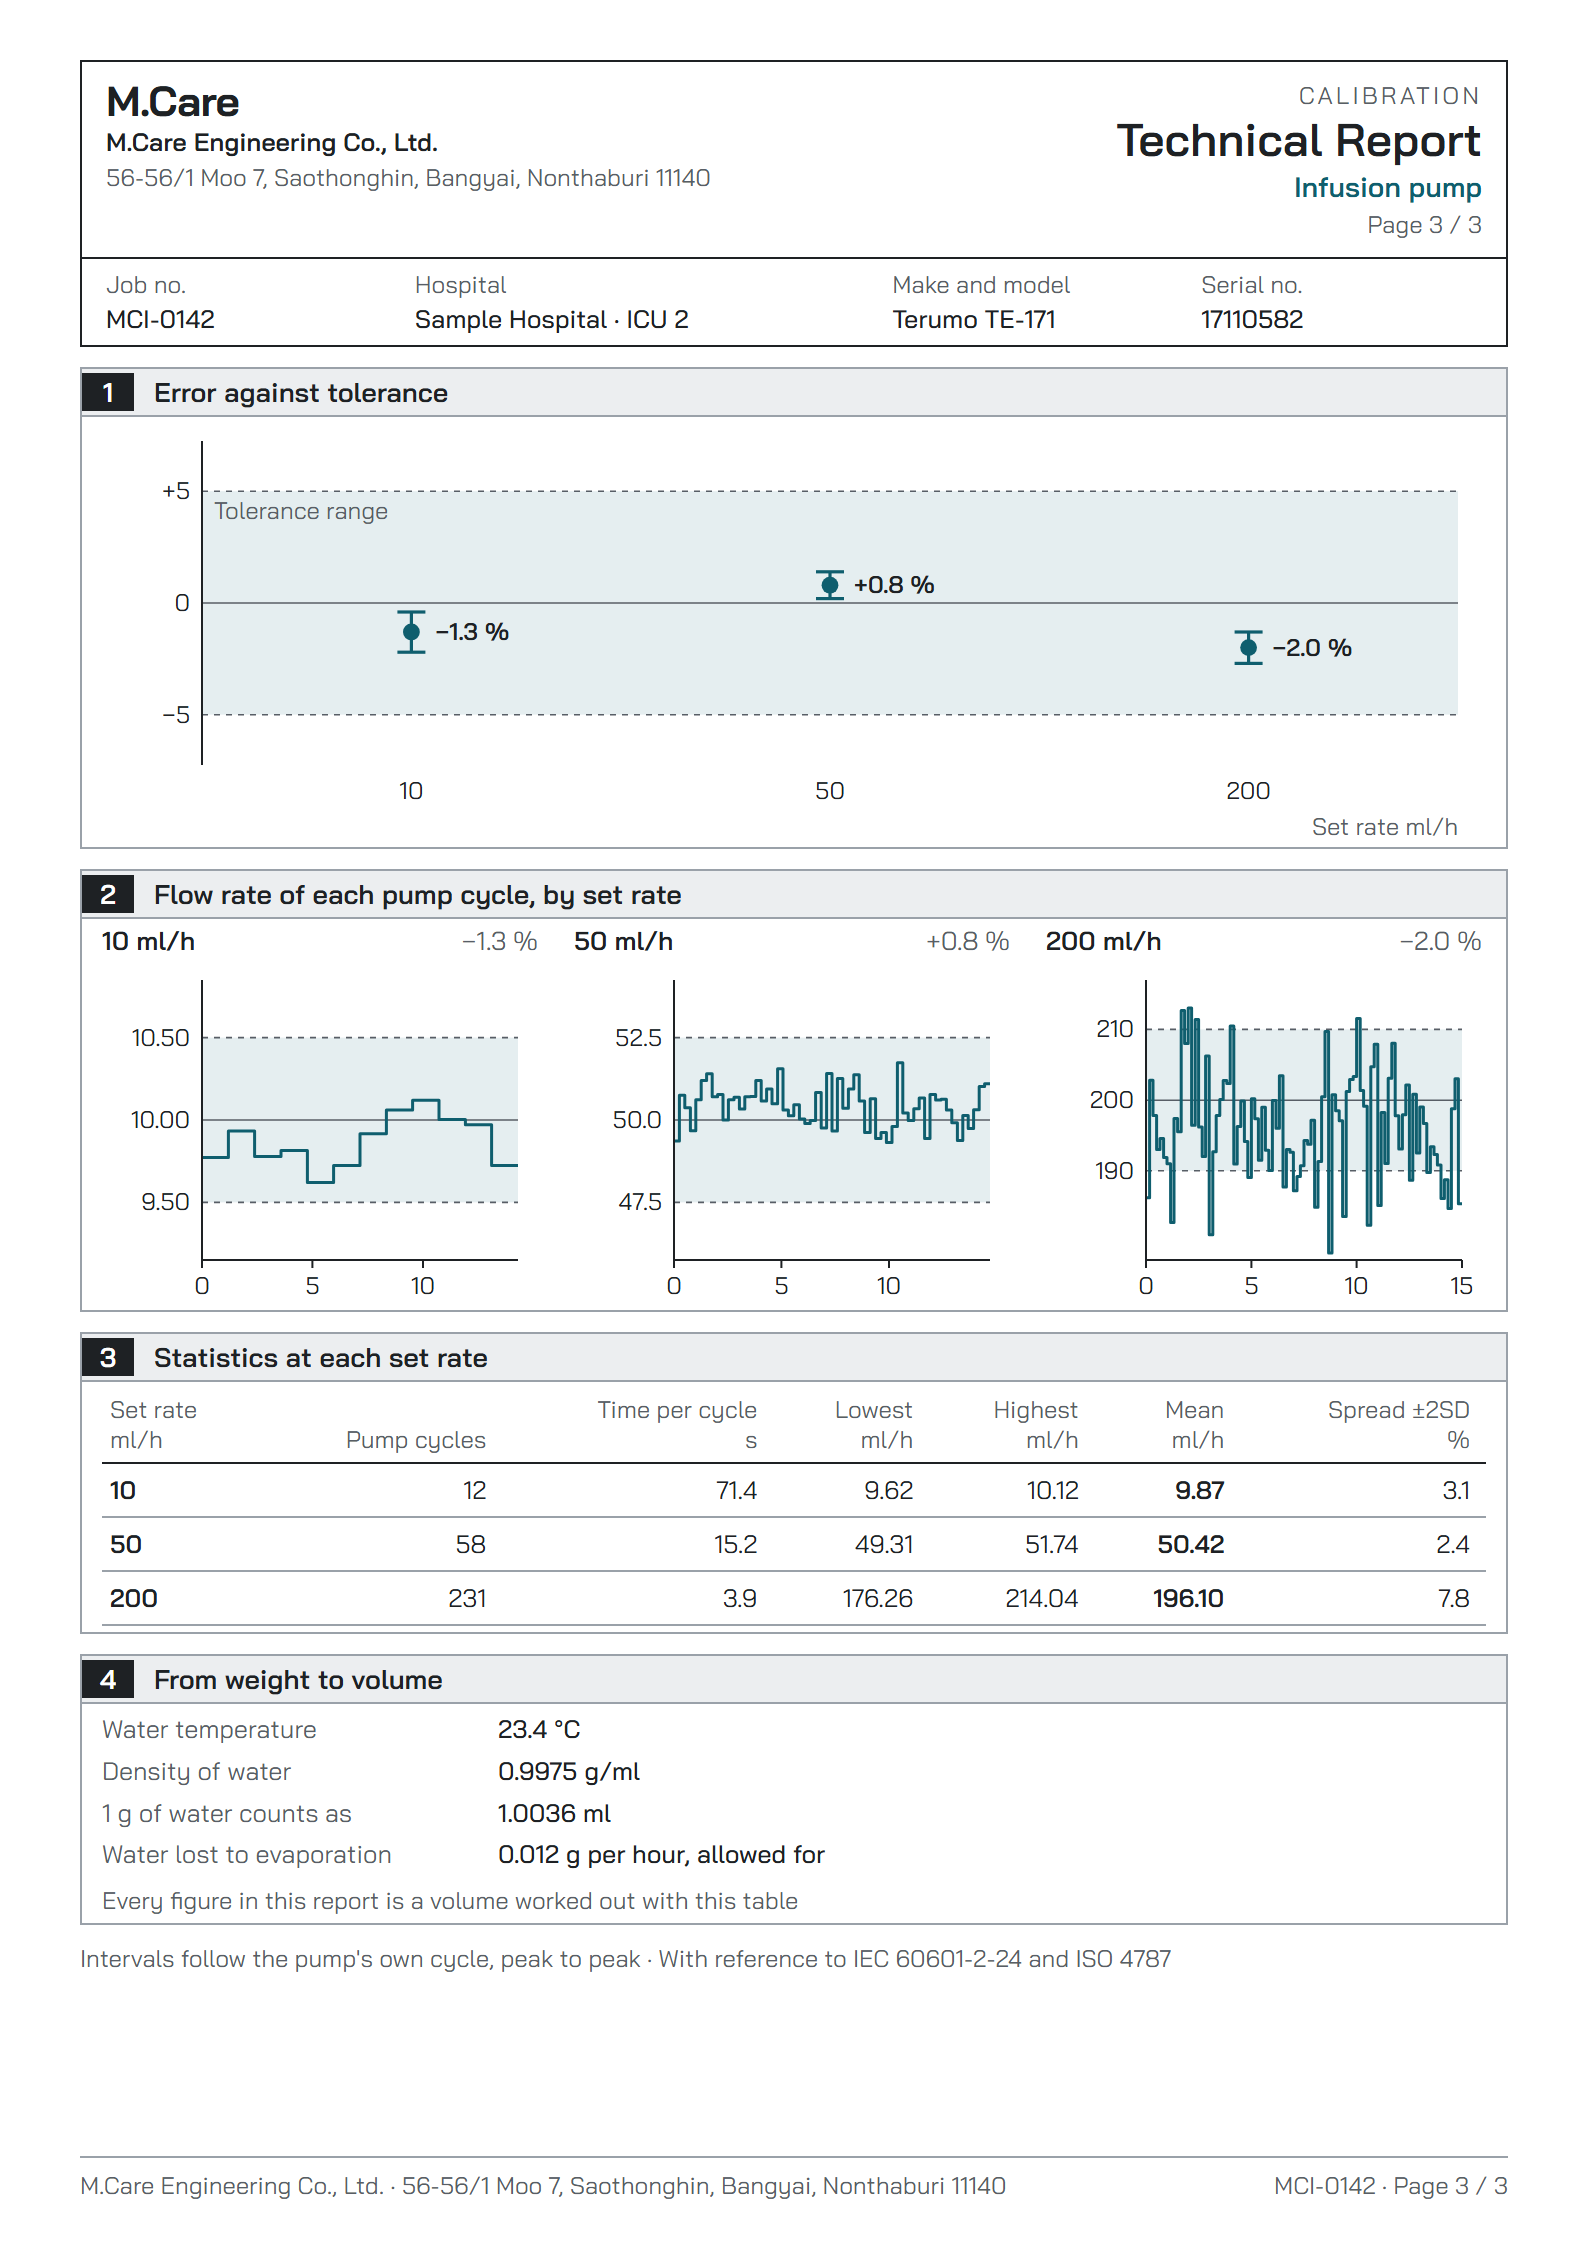 M.Care
M.Care Engineering Co., Ltd.
56-56/1 Moo 7, Saothonghin, Bangyai, Nonthaburi 11140
CALIBRATION
Technical Report
Infusion pump
Page 3 / 3
Job no. Hospital Make and model Serial no.
MCI-0142 Sample Hospital · ICU 2 Terumo TE-171 17110582
1 Error against tolerance
+5
Tolerance range
+0.8 %
0
−1.3 %
−2.0 %
−5
10 50 200
Set rate ml/h
2 Flow rate of each pump cycle, by set rate
10 ml/h −1.3 % 50 ml/h +0.8 % 200 ml/h −2.0 %
10.50
10.00
9.50
0 5 10
52.5
50.0
47.5
0 5 10
210
200
190
0 5 10 15
3 Statistics at each set rate
Set rate Time per cycle Lowest Highest Mean Spread ±2SD
ml/h Pump cycles s ml/h ml/h ml/h %
10 12 71.4 9.62 10.12 9.87 3.1
50 58 15.2 49.31 51.74 50.42 2.4
200 231 3.9 176.26 214.04 196.10 7.8
4 From weight to volume
Water temperature 23.4 °C
Density of water 0.9975 g/ml
1 g of water counts as 1.0036 ml
Water lost to evaporation 0.012 g per hour, allowed for
Every figure in this report is a volume worked out with this table
Intervals follow the pump's own cycle, peak to peak · With reference to IEC 60601-2-24 and ISO 4787
M.Care Engineering Co., Ltd. · 56-56/1 Moo 7, Saothonghin, Bangyai, Nonthaburi 11140 MCI-0142 · Page 3 / 3